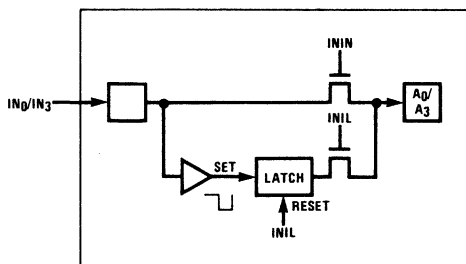 ININ
IN0/IN3
A0/
A3
INIL
SET
LATCH
RESET
INIL